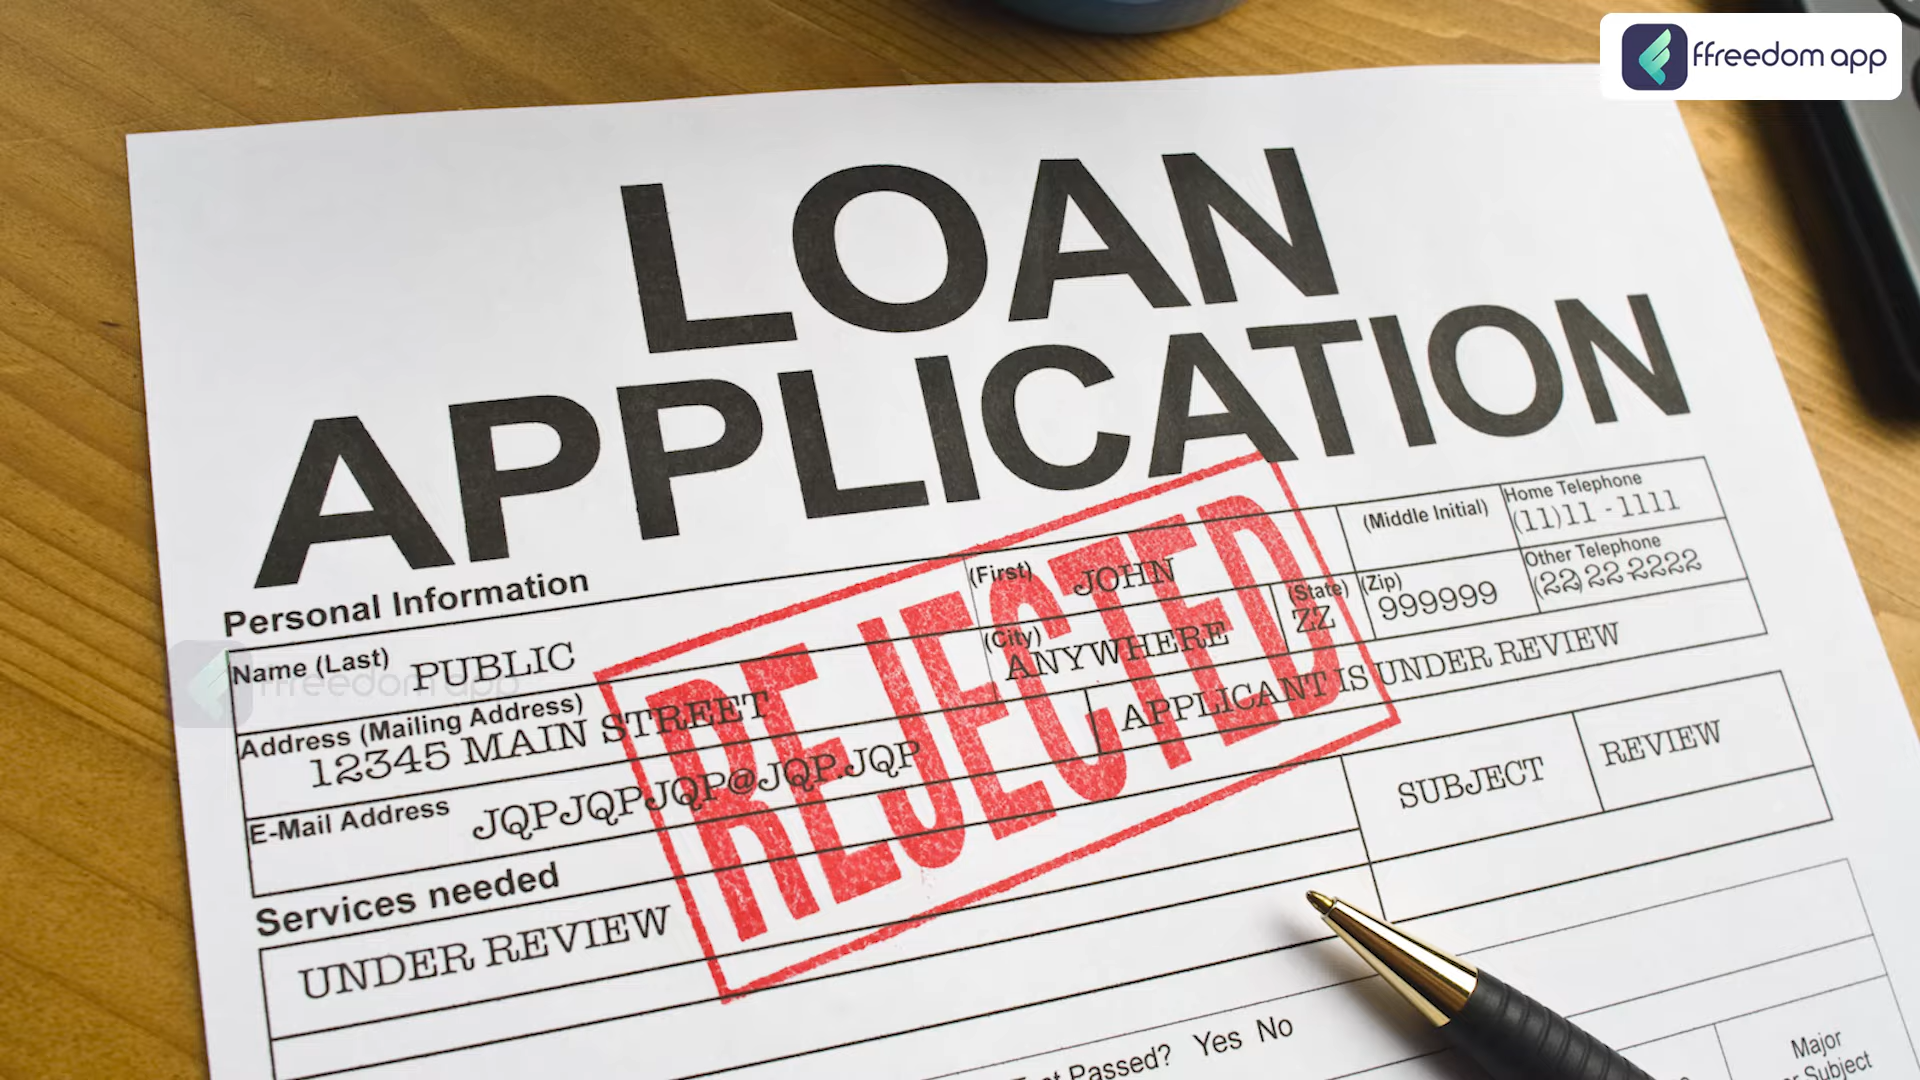 ffreedom app
LOAN
APPLICATION
Personal Information
Name (Last) PUBLIC (First) JOHN (Middle Initial) Home Telephone (11)11 - 1111
Address (Mailing Address) 12345 MAIN STREET (City) ANYWHERE (State) ZZ (Zip) 999999 Other Telephone (22)22-2222
E-Mail Address JQPJQPJQP@JQP.JQP APPLICANT IS UNDER REVIEW
REJECTED
Services needed
SUBJECT REVIEW
UNDER REVIEW
ffreedom app
Passed? Yes No
Major
Subject